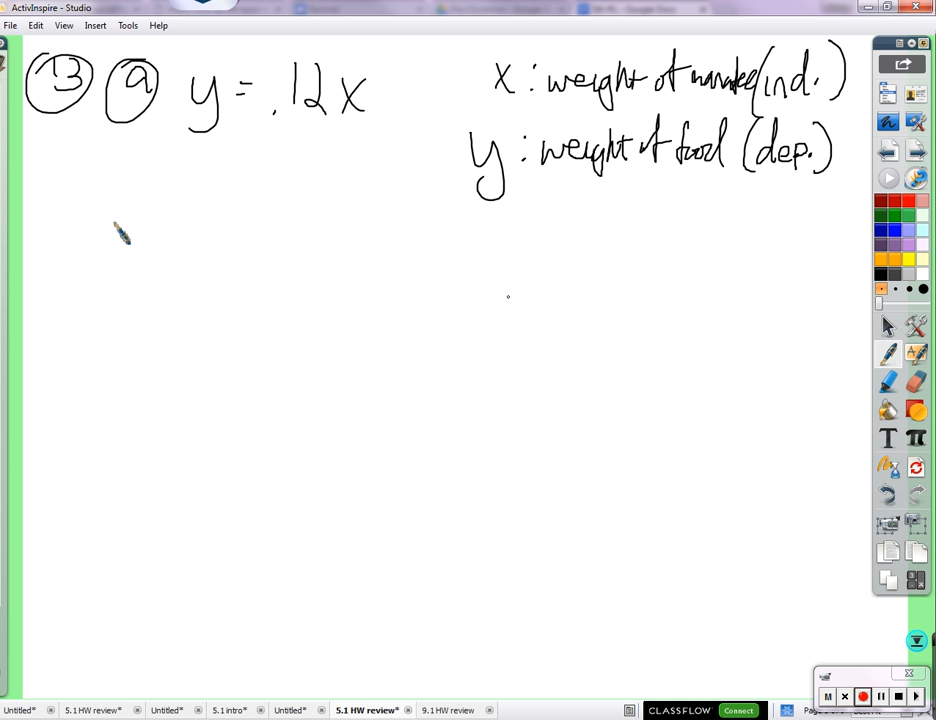 ActivInspire - Studio
File Edit View Insert Tools Help
13 a y = .12x
x : weight of manatee (ind.)
y : weight of food (dep.)
T π
M
Untitled* 5.1 HW review* Untitled* 5.1 intro* Untitled* 5.1 HW review* 9.1 HW review CLASSFLOW Connect